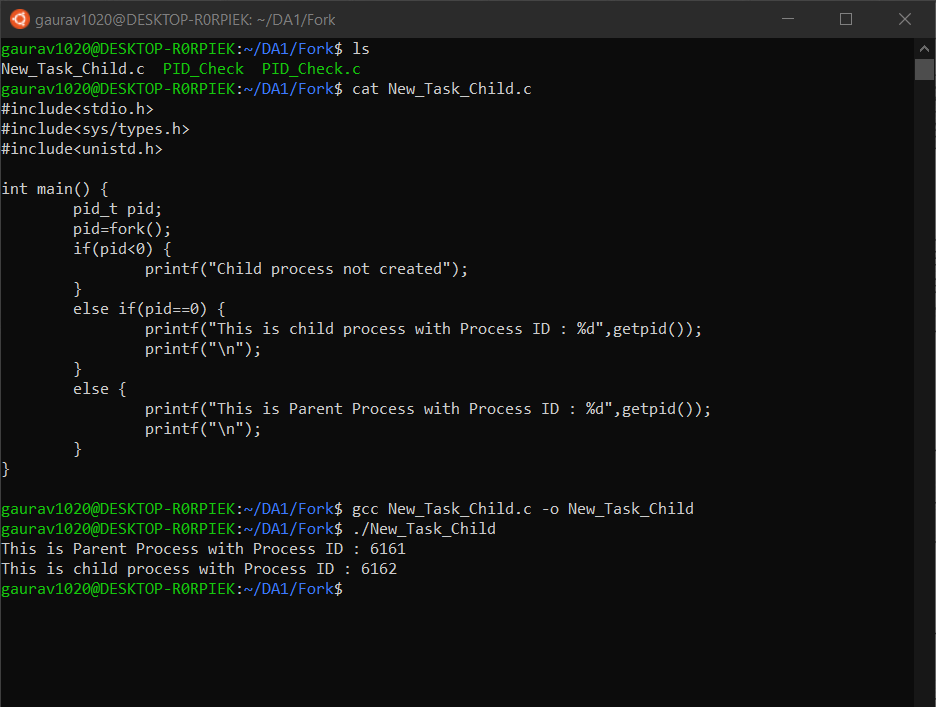 gaurav1020@DESKTOP-R0RPIEK: ~/DA1/Fork
gaurav1020@DESKTOP-R0RPIEK:~/DA1/Fork$ ls
New_Task_Child.c  PID_Check  PID_Check.c
gaurav1020@DESKTOP-R0RPIEK:~/DA1/Fork$ cat New_Task_Child.c
#include<stdio.h>
#include<sys/types.h>
#include<unistd.h>

int main() {
        pid_t pid;
        pid=fork();
        if(pid<0) {
                printf("Child process not created");
        }
        else if(pid==0) {
                printf("This is child process with Process ID : %d",getpid());
                printf("\n");
        }
        else {
                printf("This is Parent Process with Process ID : %d",getpid());
                printf("\n");
        }
}

gaurav1020@DESKTOP-R0RPIEK:~/DA1/Fork$ gcc New_Task_Child.c -o New_Task_Child
gaurav1020@DESKTOP-R0RPIEK:~/DA1/Fork$ ./New_Task_Child
This is Parent Process with Process ID : 6161
This is child process with Process ID : 6162
gaurav1020@DESKTOP-R0RPIEK:~/DA1/Fork$